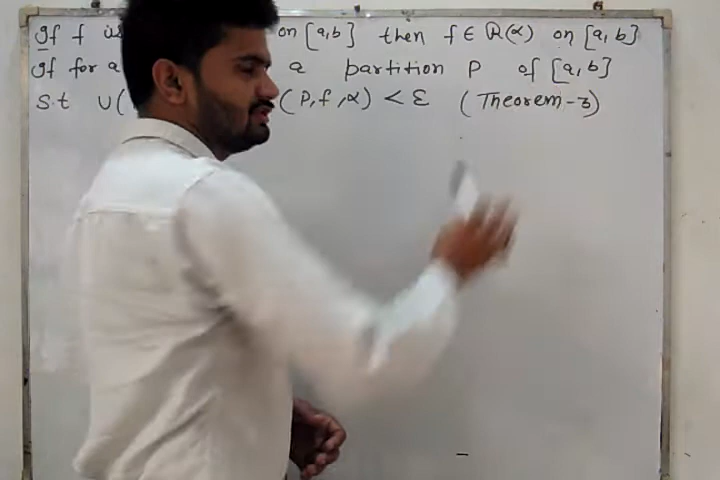 If f is on [a,b] then f ∈ R(α) on [a,b]
If for a a partition P of [a,b]
s.t U( (P,f,α) < ε (Theorem-3)